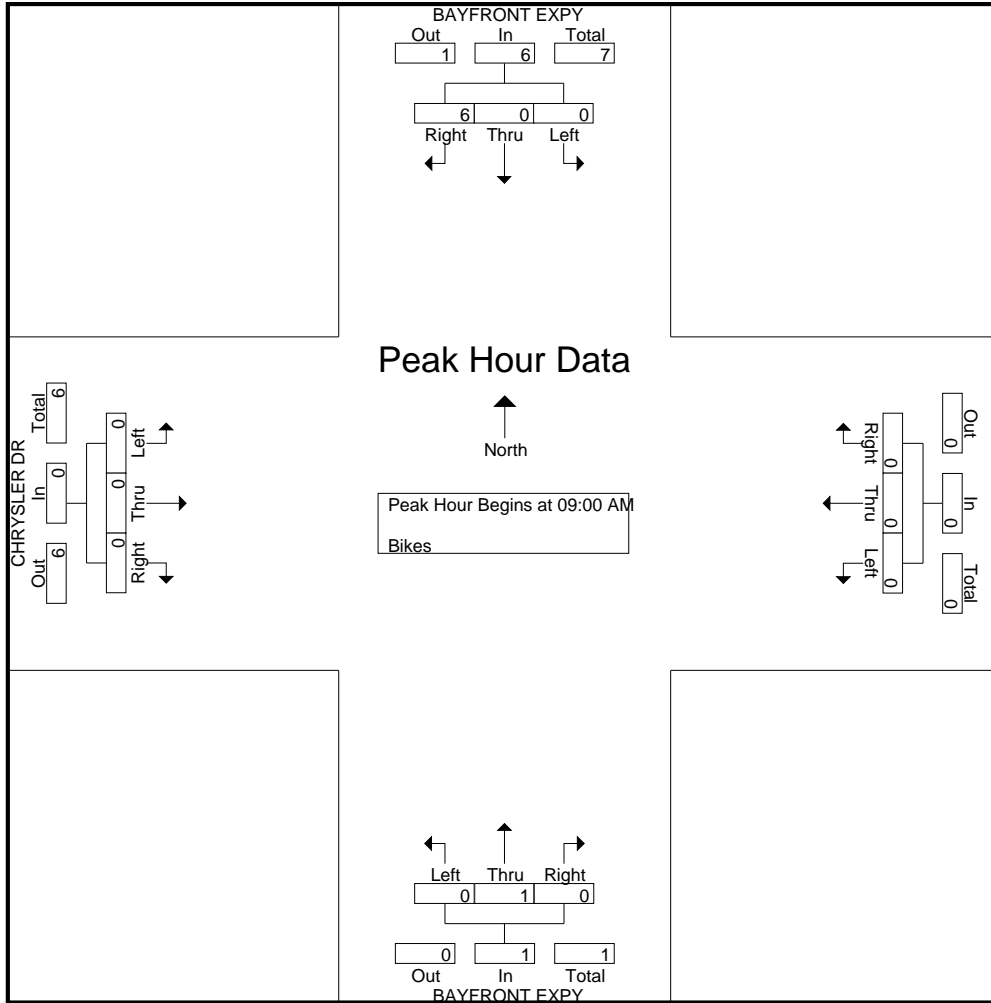 BAYFRONT EXPY
Out In Total
1 6 7
6 0 0
Right Thru Left
Peak Hour Data
North
Peak Hour Begins at 09:00 AM
Bikes
CHRYSLER DR
Out In Total
6 0 6
0 0 0
Right Thru Left
Out In Total
0 0 0
Right Thru Left
0 0 0
Left Thru Right
0 1 0
0 1 1
Out In Total
BAYFRONT EXPY